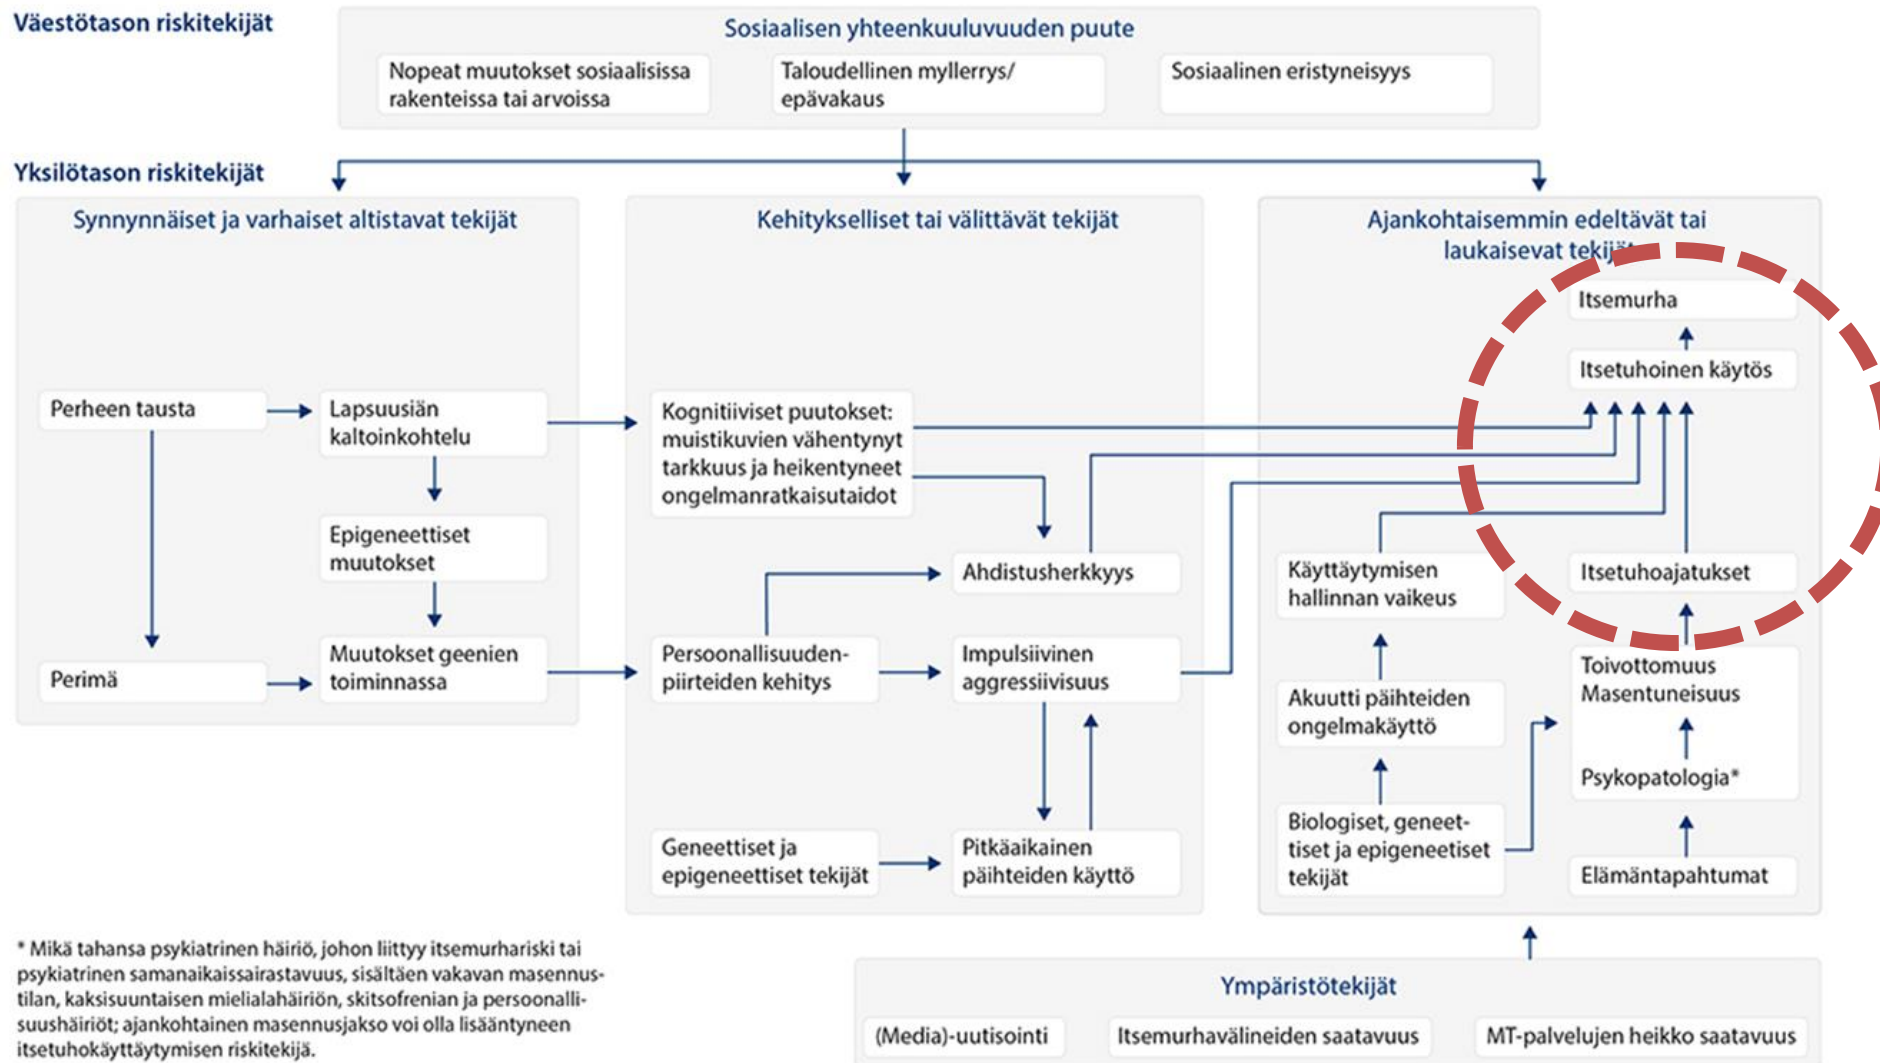 Väestötason riskitekijät
Sosiaalisen yhteenkuuluvuuden puute
Nopeat muutokset sosiaalisissa
rakenteissa tai arvoissa
Taloudellinen myllerrys/
epävakaus
Sosiaalinen eristyneisyys
Yksilötason riskitekijät
Synnynnäiset ja varhaiset altistavat tekijät
Perheen tausta
Lapsuusiän
kaltoinkohtelu
Epigeneettiset
muutokset
Perimä
Muutokset geenien
toiminnassa
Kehitykselliset tai välittävät tekijät
Kognitiiviset puutokset:
muistikuvien vähentynyt
tarkkuus ja heikentyneet
ongelmanratkaisutaidot
Ahdistusherkkyys
Persoonallisuuden-
piirteiden kehitys
Impulsiivinen
aggressiivisuus
Geneettiset ja
epigeneettiset tekijät
Pitkäaikainen
päihteiden käyttö
Ajankohtaisemmin edeltävät tai
laukaisevat tekijät
Itsemurha
Itsetuhoinen käytös
Käyttäytymisen
hallinnan vaikeus
Itsetuhoajatukset
Akuutti päihteiden
ongelmakäyttö
Toivottomuus
Masentuneisuus
Psykopatologia*
Biologiset, geneet-
tiset ja epigeneetiset
tekijät
Elämäntapahtumat
* Mikä tahansa psykiatrinen häiriö, johon liittyy itsemurhariski tai
psykiatrinen samanaikaissairastavuus, sisältäen vakavan masennus-
tilan, kaksisuuntaisen mielialahäiriön, skitsofrenian ja persoonalli-
suushäiriöt; ajankohtainen masennusjakso voi olla lisääntyneen
itsetuhokäyttäytymisen riskitekijä.
Ympäristötekijät
(Media)-uutisointi
Itsemurhavälineiden saatavuus
MT-palvelujen heikko saatavuus